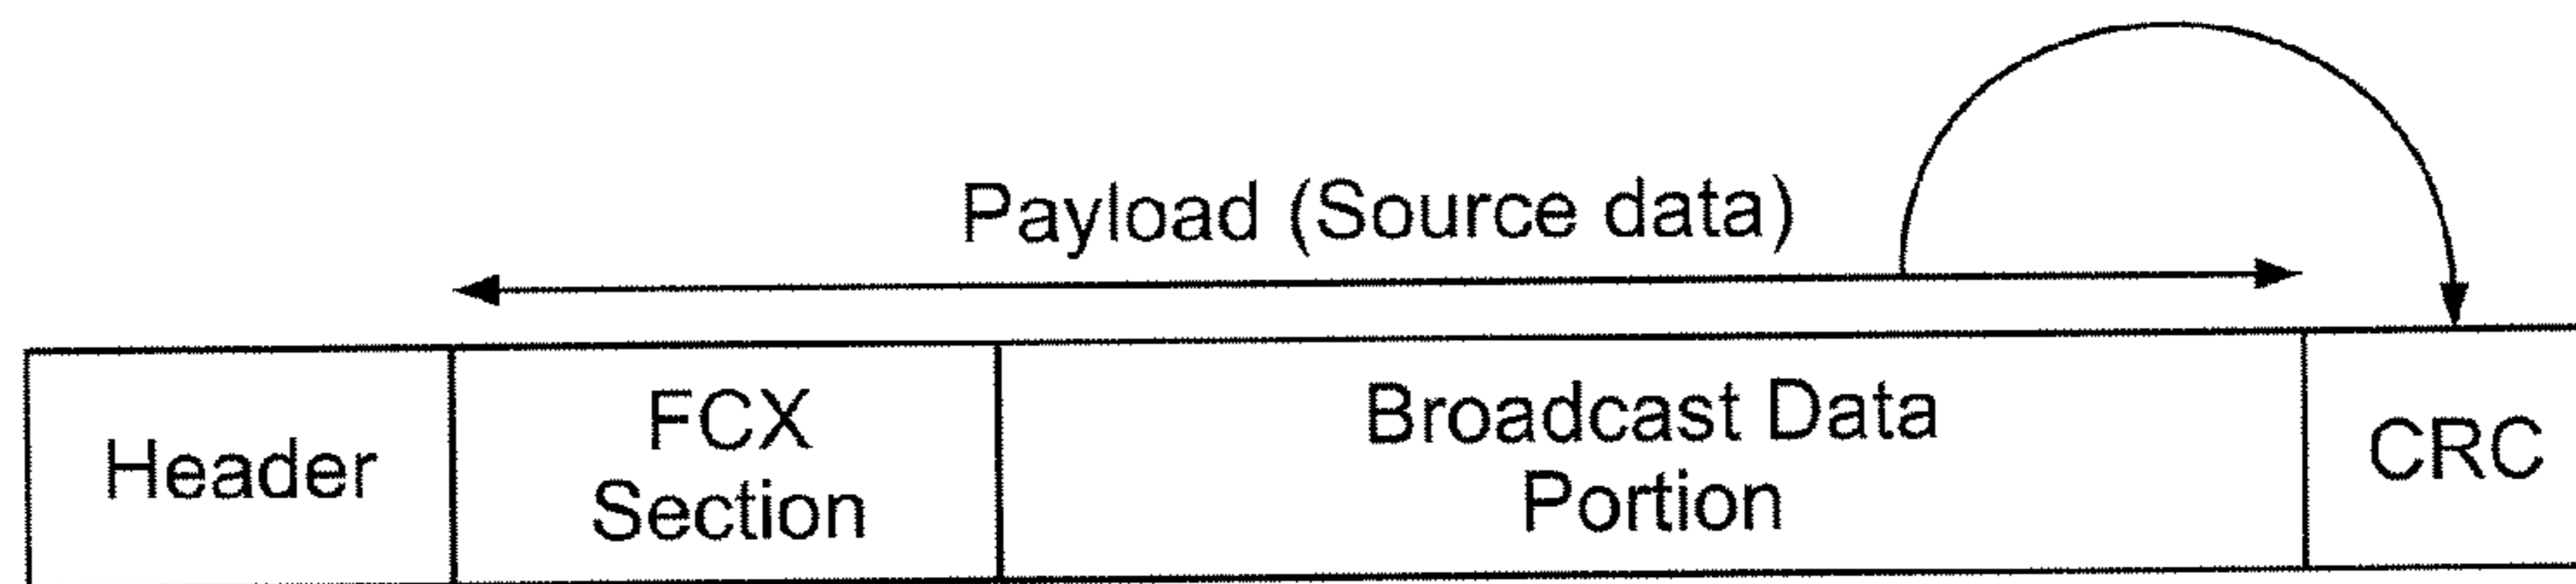 Payload (Source data)
Header
FCX
Section
Broadcast Data
Portion
CRC